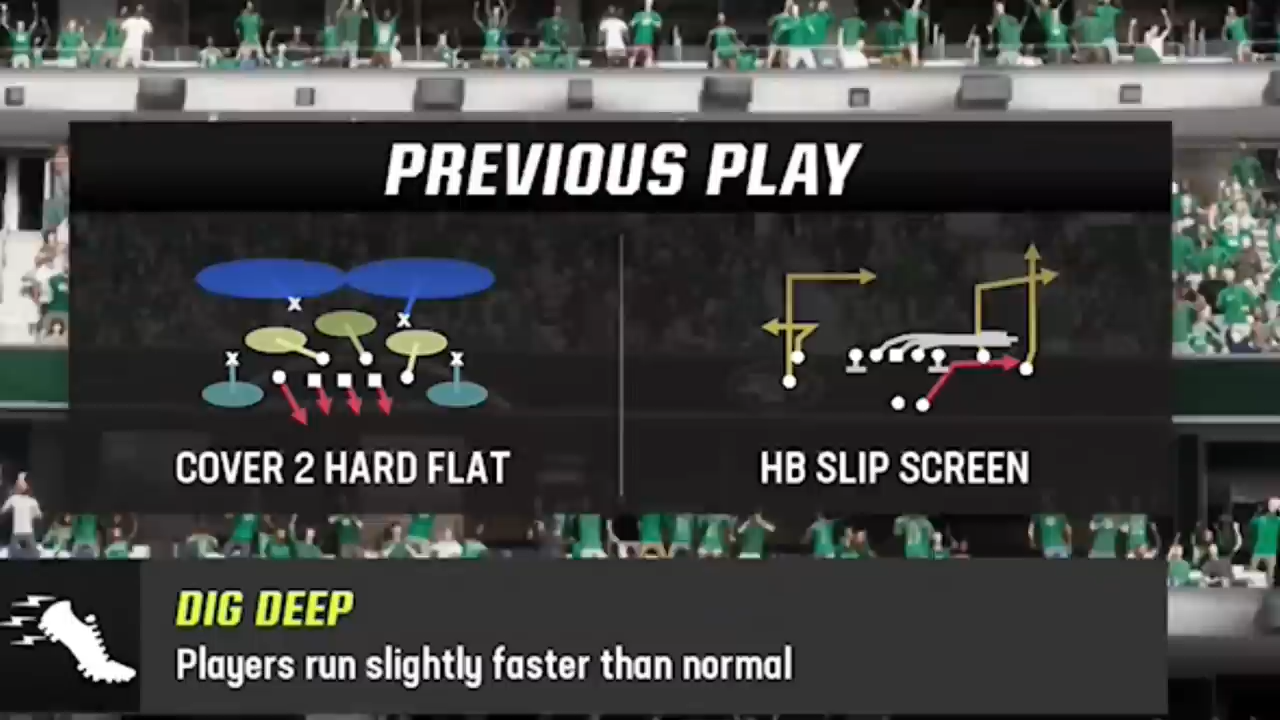 PREVIOUS PLAY
COVER 2 HARD FLAT
HB SLIP SCREEN
DIG DEEP
Players run slightly faster than normal